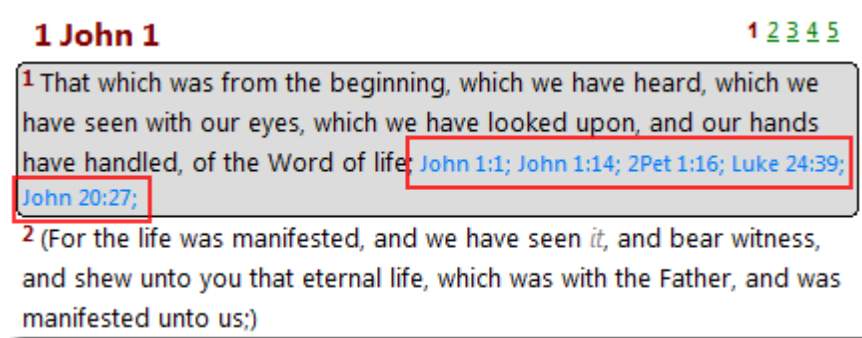 1 John 1
1 2 3 4 5
1 That which was from the beginning, which we have heard, which we
have seen with our eyes, which we have looked upon, and our hands
have handled, of the Word of life; John 1:1; John 1:14; 2Pet 1:16; Luke 24:39;
John 20:27;
2 (For the life was manifested, and we have seen it, and bear witness,
and shew unto you that eternal life, which was with the Father, and was
manifested unto us;)